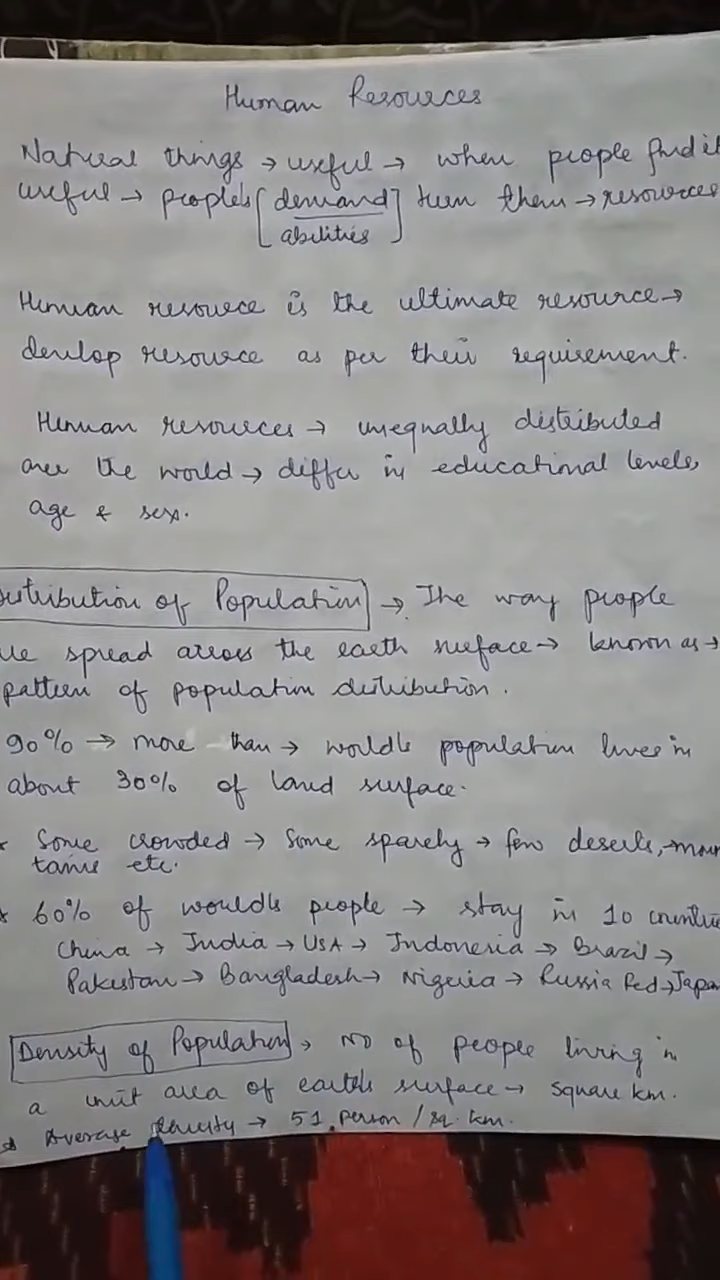 Human Resources
Natural things → useful → when people find it
useful → people's [demand] turn them → resources
abilities
Human resource is the ultimate resource →
devlop resource as per their requirement.
Human resources → unequally distributed
over the world → differ in educational levels,
age & sex.
Distribution of Population → The way people
are spread across the earth surface → known as →
pattern of population distribution.
90% → more than → world's population lives in
about 30% of land surface.
* Some crowded → Some sparely → few deserts, moun
tains etc.
* 60% of world's people → stay in 10 countries
China → India → USA → Indonesia → Brazil →
Pakistan → Bangladesh → Nigeria → Russia Fed → Japan
Density of Population → No of people living in
a unit area of earth's surface → square km.
* Average density → 51 person / sq. km.